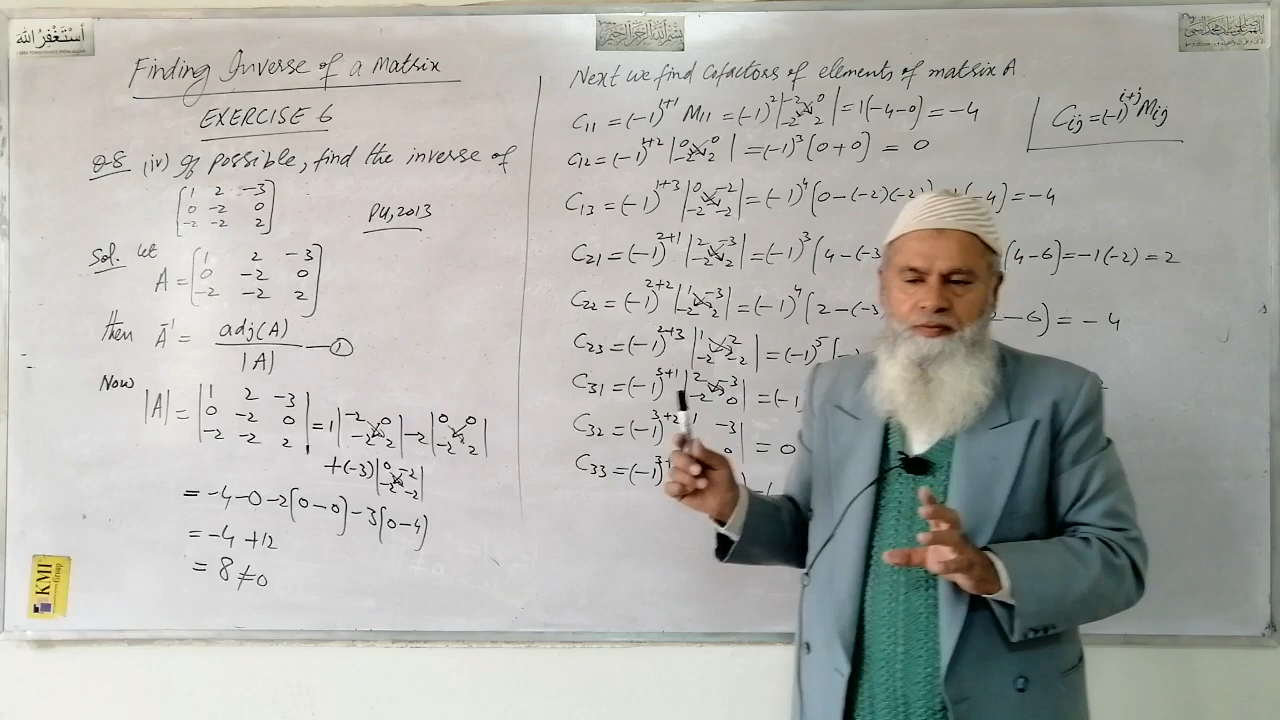 أستغفر الله
بسم الله الرحمن الرحيم
Finding Inverse of a Matrix
EXERCISE 6
Q8 (iv) If possible, find the inverse of
[1 2 -3
0 -2 0
-2 -2 2]
PU, 2013
Sol. Let
A = [1 2 -3
0 -2 0
-2 -2 2]
then A⁻¹ = adj(A) / |A| — ①
Now
|A| = |1 2 -3; 0 -2 0; -2 -2 2| = 1|-2 0; -2 2| -2|0 0; -2 2|
+(-3)|0 -2; -2 -2|
= -4-0-2(0-0)-3(0-4)
= -4 +12
= 8 ≠ 0
KMI
Group
Next we find Cofactors of elements of matrix A
Cij = (-1)^i+j Mij
C11 = (-1)^1+1 M11 = (-1)^2 |-2 0; -2 2| = 1(-4-0) = -4
C12 = (-1)^1+2 |0 0; -2 2| = (-1)^3 (0+0) = 0
C13 = (-1)^1+3 |0 -2; -2 -2| = (-1)^4 (0-(-2)(-2)) (-4) = -4
C21 = (-1)^2+1 |2 -3; -2 2| = (-1)^3 (4-(-3 (4-6) = -1(-2) = 2
C22 = (-1)^2+2 |1 -3; -2 2| = (-1)^4 (2-(-3 2-6) = -4
C23 = (-1)^2+3 |1 2; -2 -2| = (-1)^5 (-2
C31 = (-1)^3+1 |2 -3; -2 0| = (-1)
C32 = (-1)^3+2 |1 -3; 0| = 0
C33 = (-1)^3+